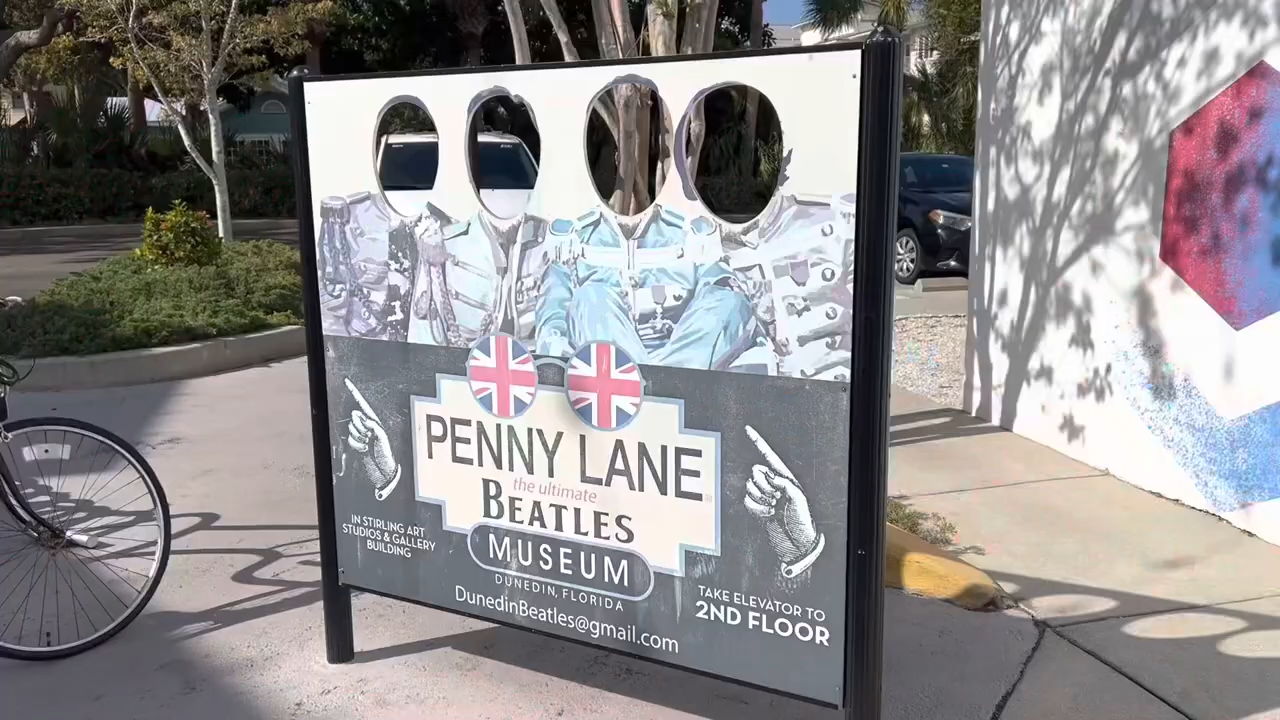 PENNY LANE
the ultimate
BEATLES
MUSEUM
DUNEDIN, FLORIDA
DunedinBeatles@gmail.com
IN STIRLING ART
STUDIOS & GALLERY
BUILDING
TAKE ELEVATOR TO
2ND FLOOR